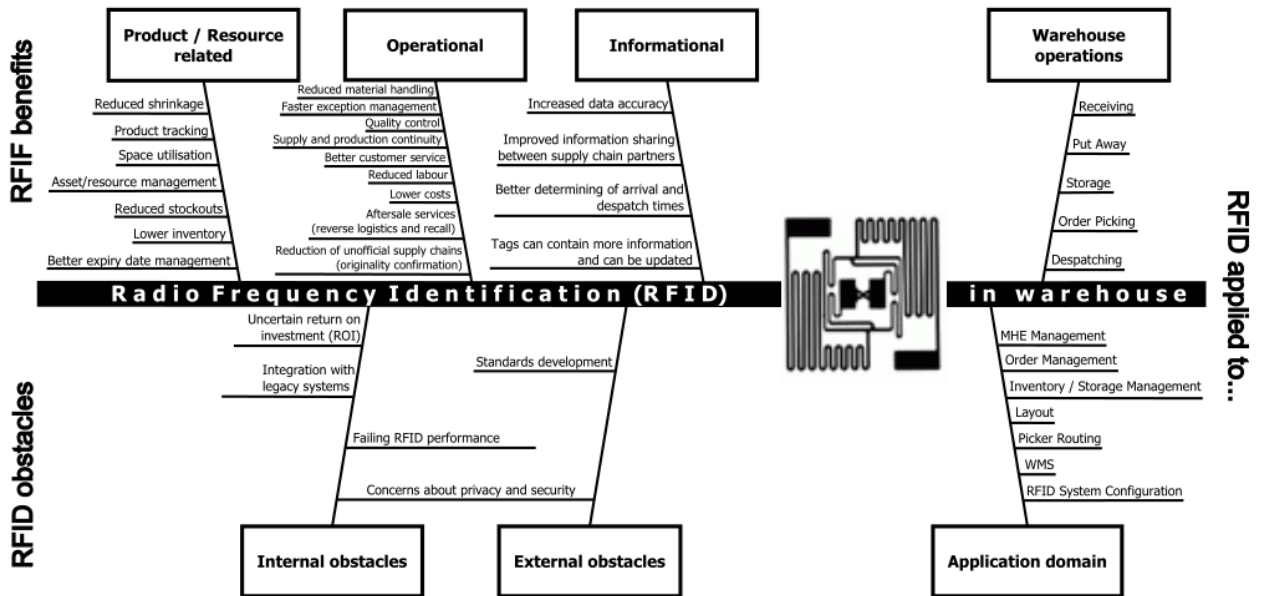 RFIF benefits
Product / Resource
related
Reduced shrinkage
Product tracking
Space utilisation
Asset/resource management
Reduced stockouts
Lower inventory
Better expiry date management
Operational
Reduced material handling
Faster exception management
Quality control
Supply and production continuity
Better customer service
Reduced labour
Lower costs
Aftersale services
(reverse logistics and recall)
Reduction of unofficial supply chains
(originality confirmation)
Informational
Increased data accuracy
Improved information sharing
between supply chain partners
Better determining of arrival and
despatch times
Tags can contain more information
and can be updated
Warehouse
operations
Receiving
Put Away
Storage
Order Picking
Despatching
RFID applied to...
Radio Frequency Identification (RFID)
in warehouse
RFID obstacles
Uncertain return on
investment (ROI)
Integration with
legacy systems
Failing RFID performance
Concerns about privacy and security
Internal obstacles
Standards development
External obstacles
MHE Management
Order Management
Inventory / Storage Management
Layout
Picker Routing
WMS
RFID System Configuration
Application domain